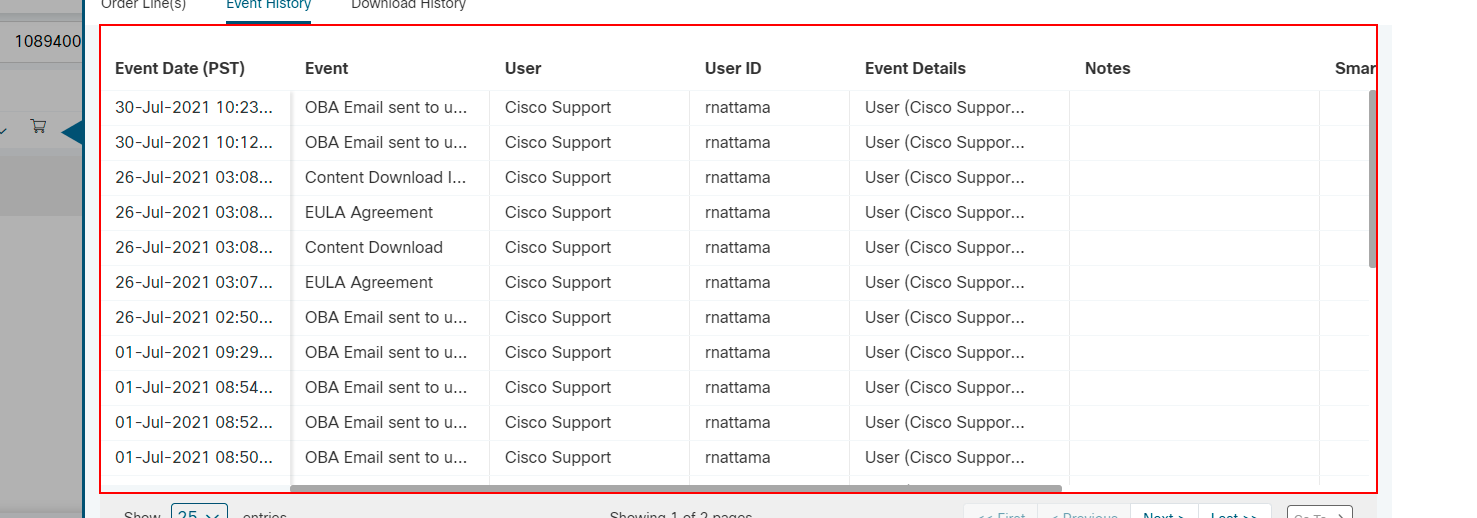 Order Line(s) Event History Download History
1089400
Event Date (PST) Event User User ID Event Details Notes Smar
30-Jul-2021 10:23... OBA Email sent to u... Cisco Support rnattama User (Cisco Suppor...
30-Jul-2021 10:12... OBA Email sent to u... Cisco Support rnattama User (Cisco Suppor...
26-Jul-2021 03:08... Content Download I... Cisco Support rnattama User (Cisco Suppor...
26-Jul-2021 03:08... EULA Agreement Cisco Support rnattama User (Cisco Suppor...
26-Jul-2021 03:08... Content Download Cisco Support rnattama User (Cisco Suppor...
26-Jul-2021 03:07... EULA Agreement Cisco Support rnattama User (Cisco Suppor...
26-Jul-2021 02:50... OBA Email sent to u... Cisco Support rnattama User (Cisco Suppor...
01-Jul-2021 09:29... OBA Email sent to u... Cisco Support rnattama User (Cisco Suppor...
01-Jul-2021 08:54... OBA Email sent to u... Cisco Support rnattama User (Cisco Suppor...
01-Jul-2021 08:52... OBA Email sent to u... Cisco Support rnattama User (Cisco Suppor...
01-Jul-2021 08:50... OBA Email sent to u... Cisco Support rnattama User (Cisco Suppor...
Show 25 entries Showing 1 of 2 pages << First < Previous Next > Last >> Go To >